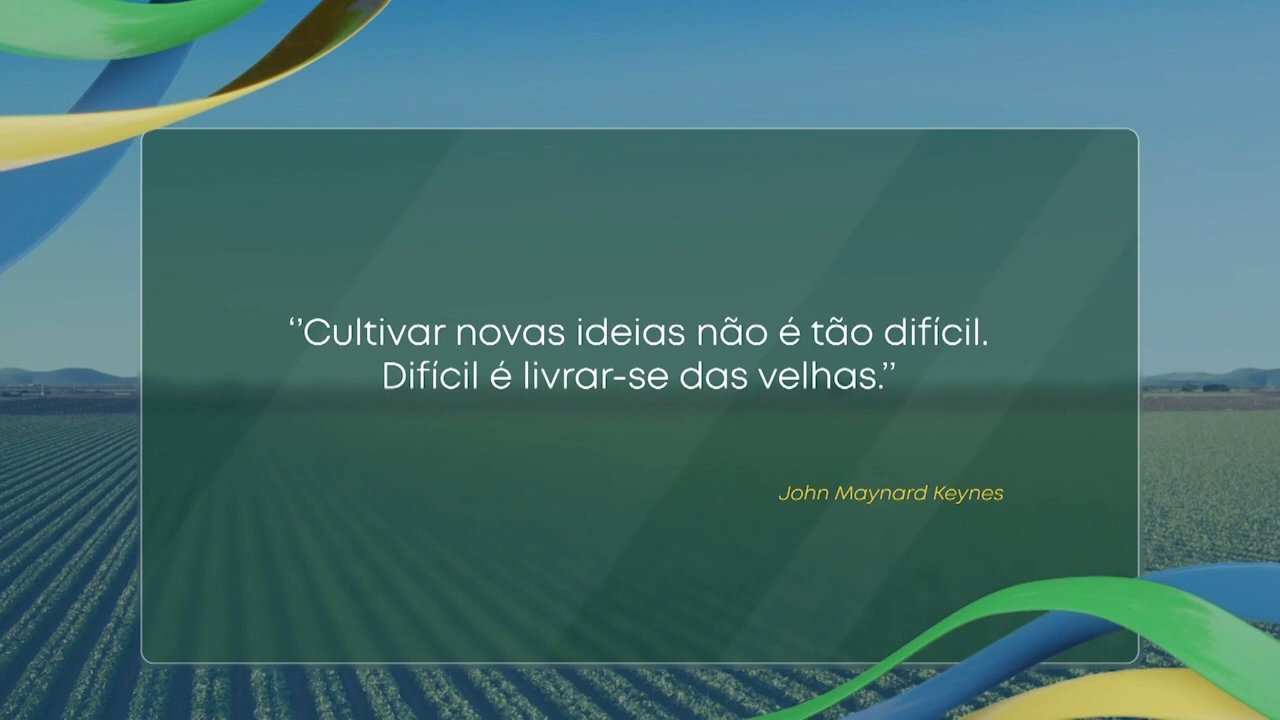 ‘’Cultivar novas ideias não é tão difícil.
Difícil é livrar-se das velhas.’’
John Maynard Keynes